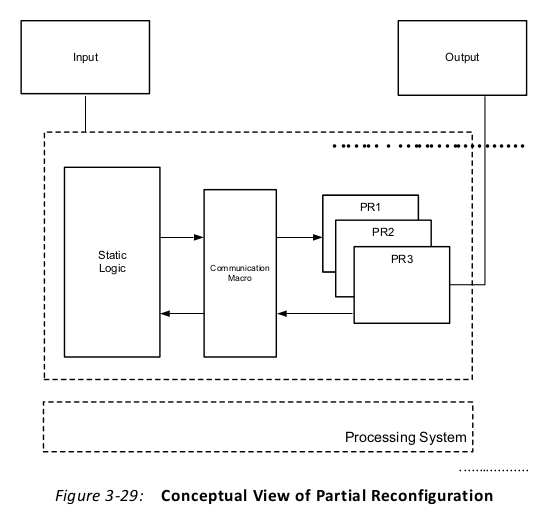 Input
Output
PR1
PR2
PR3
Static
Logic
Communication
Macro
Processing System
Figure 3-29: Conceptual View of Partial Reconfiguration